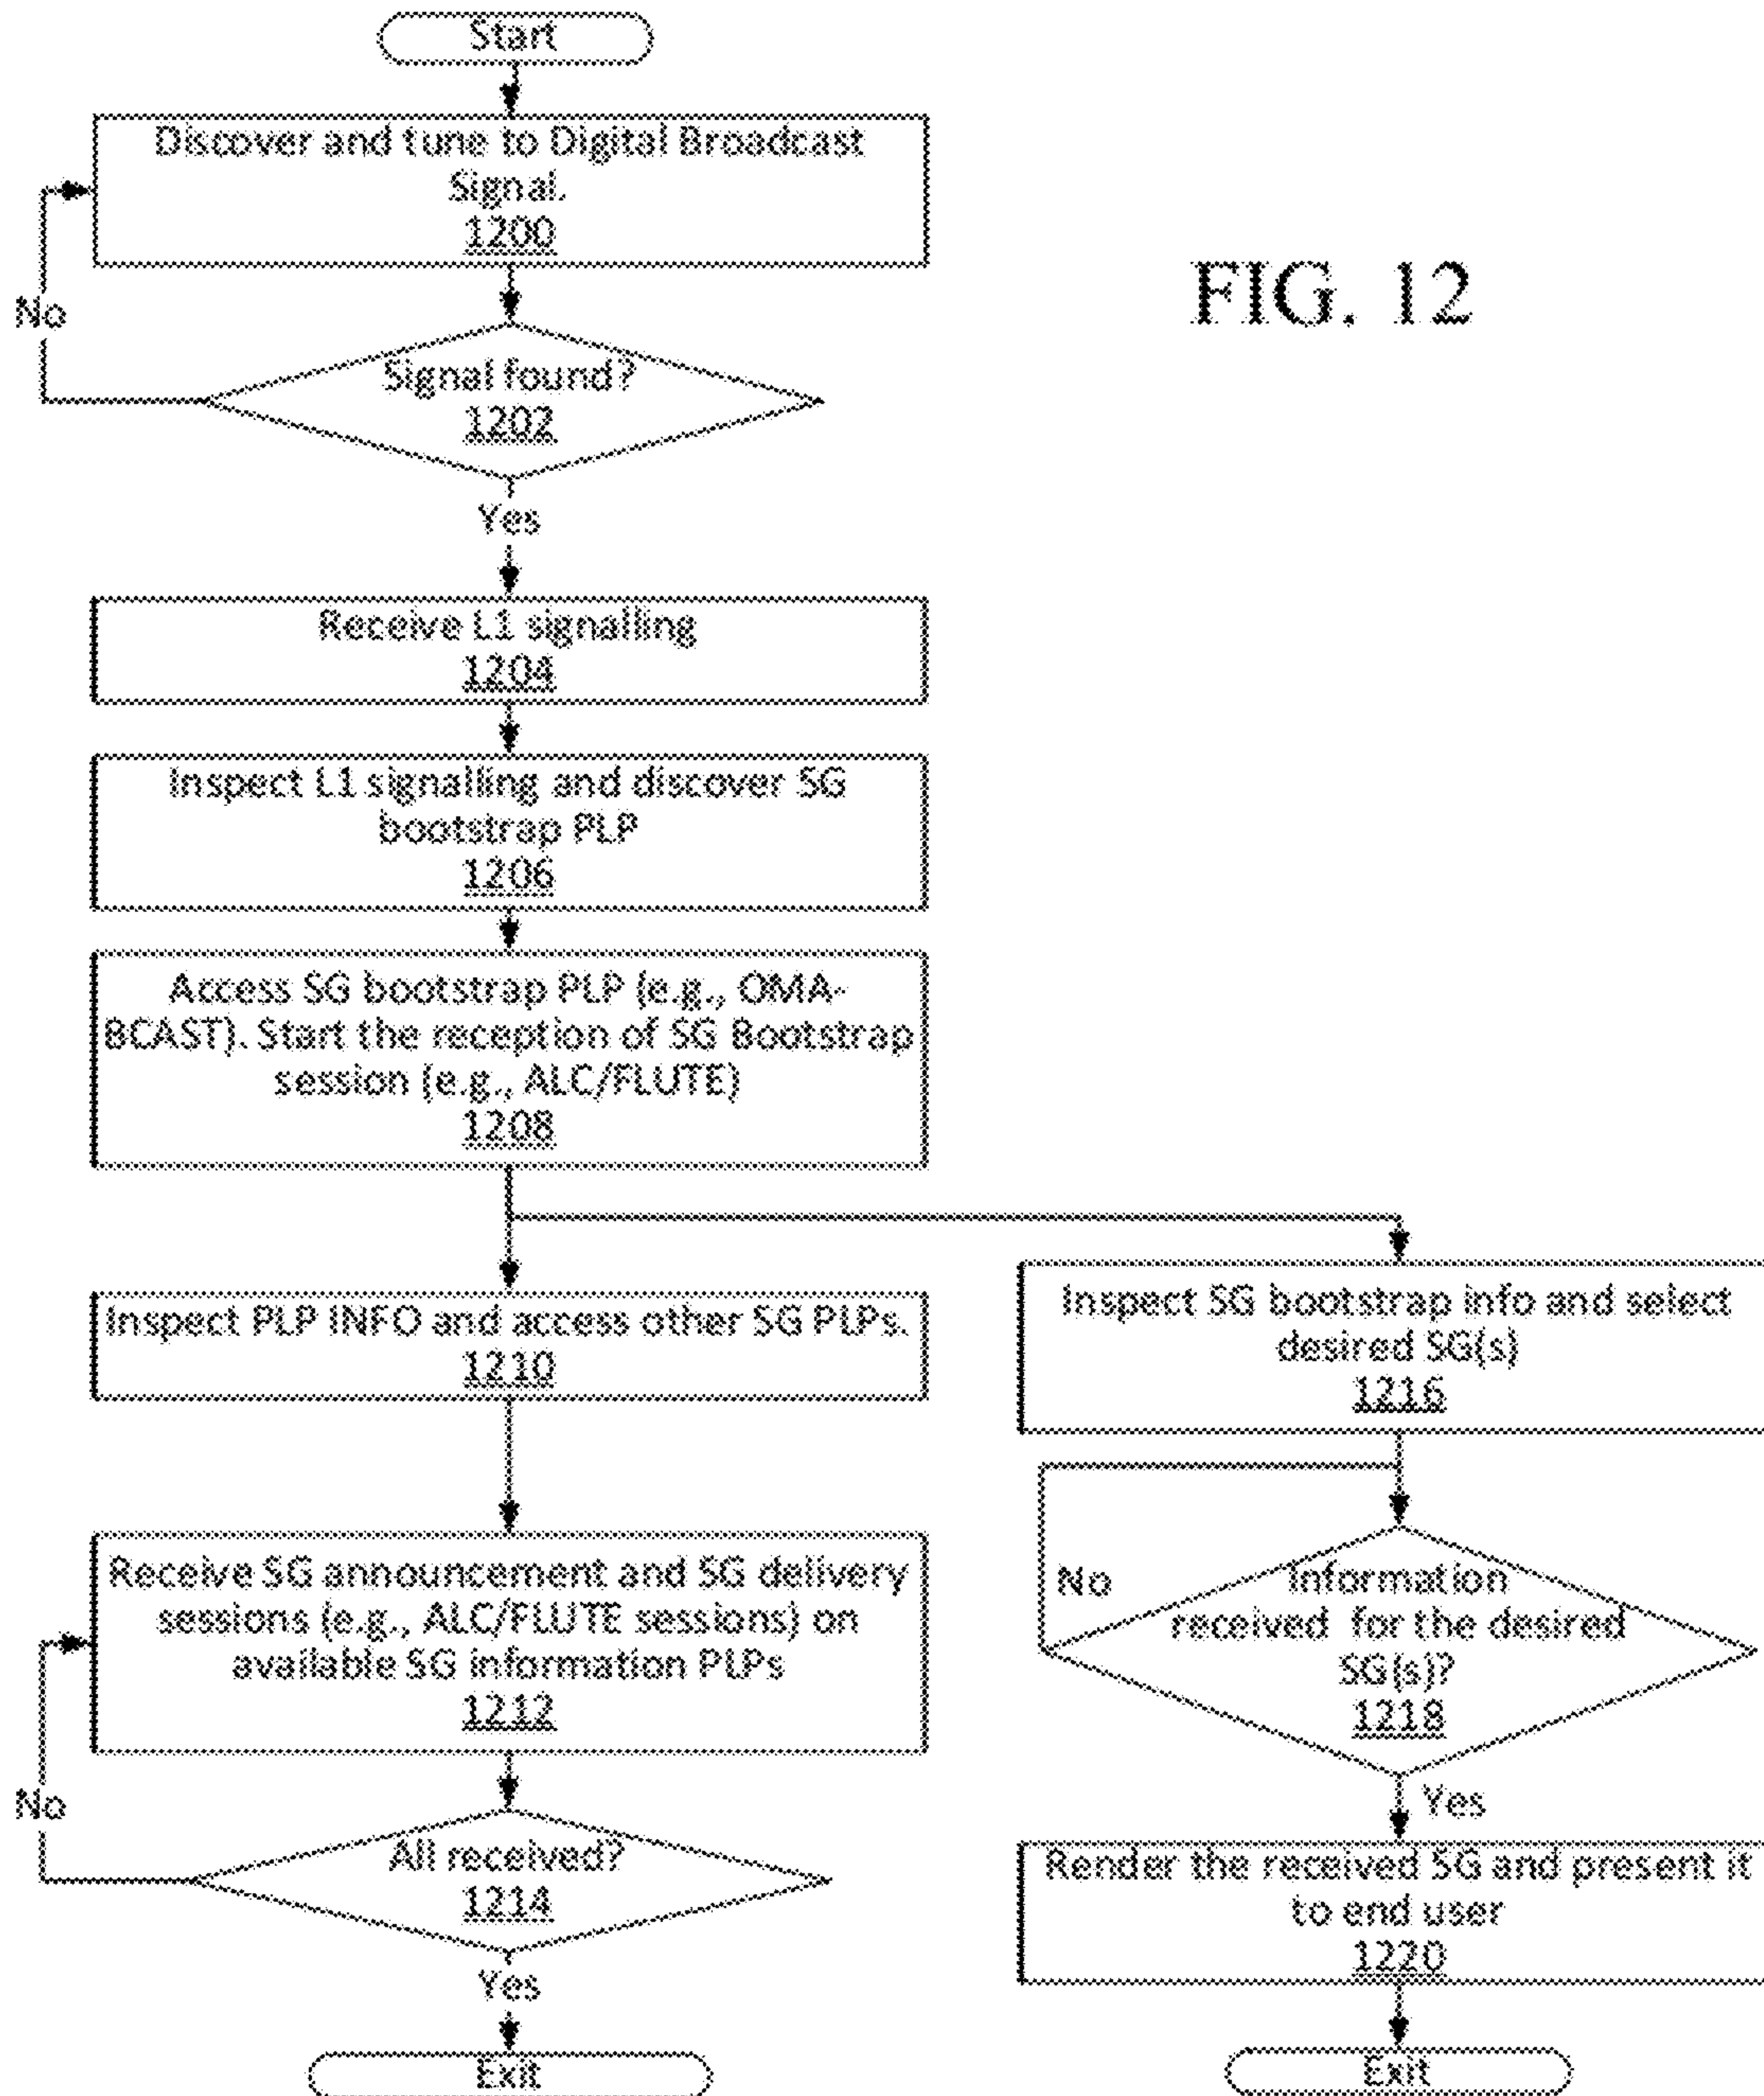 Start
Discover and tune to Digital Broadcast
Signal.
1200
FIG. 12
No
Signal found?
1202
Yes
Receive L1 signalling
1204
Inspect L1 signalling and discover SG
bootstrap PLP
1206
Access SG bootstrap PLP (e.g., OMA-
BCAST). Start the reception of SG Bootstrap
session (e.g., ALC/FLUTE)
1208
Inspect PLP INFO and access other SG PLPs.
1210
Receive SG announcement and SG delivery
sessions (e.g., ALC/FLUTE sessions) on
available SG information PLPs
1212
No
All received?
1214
Yes
Exit
Inspect SG bootstrap info and select
desired SG(s)
1216
No
Information
received for the desired
SG(s)?
1218
Yes
Render the received SG and present it
to end user
1220
Exit